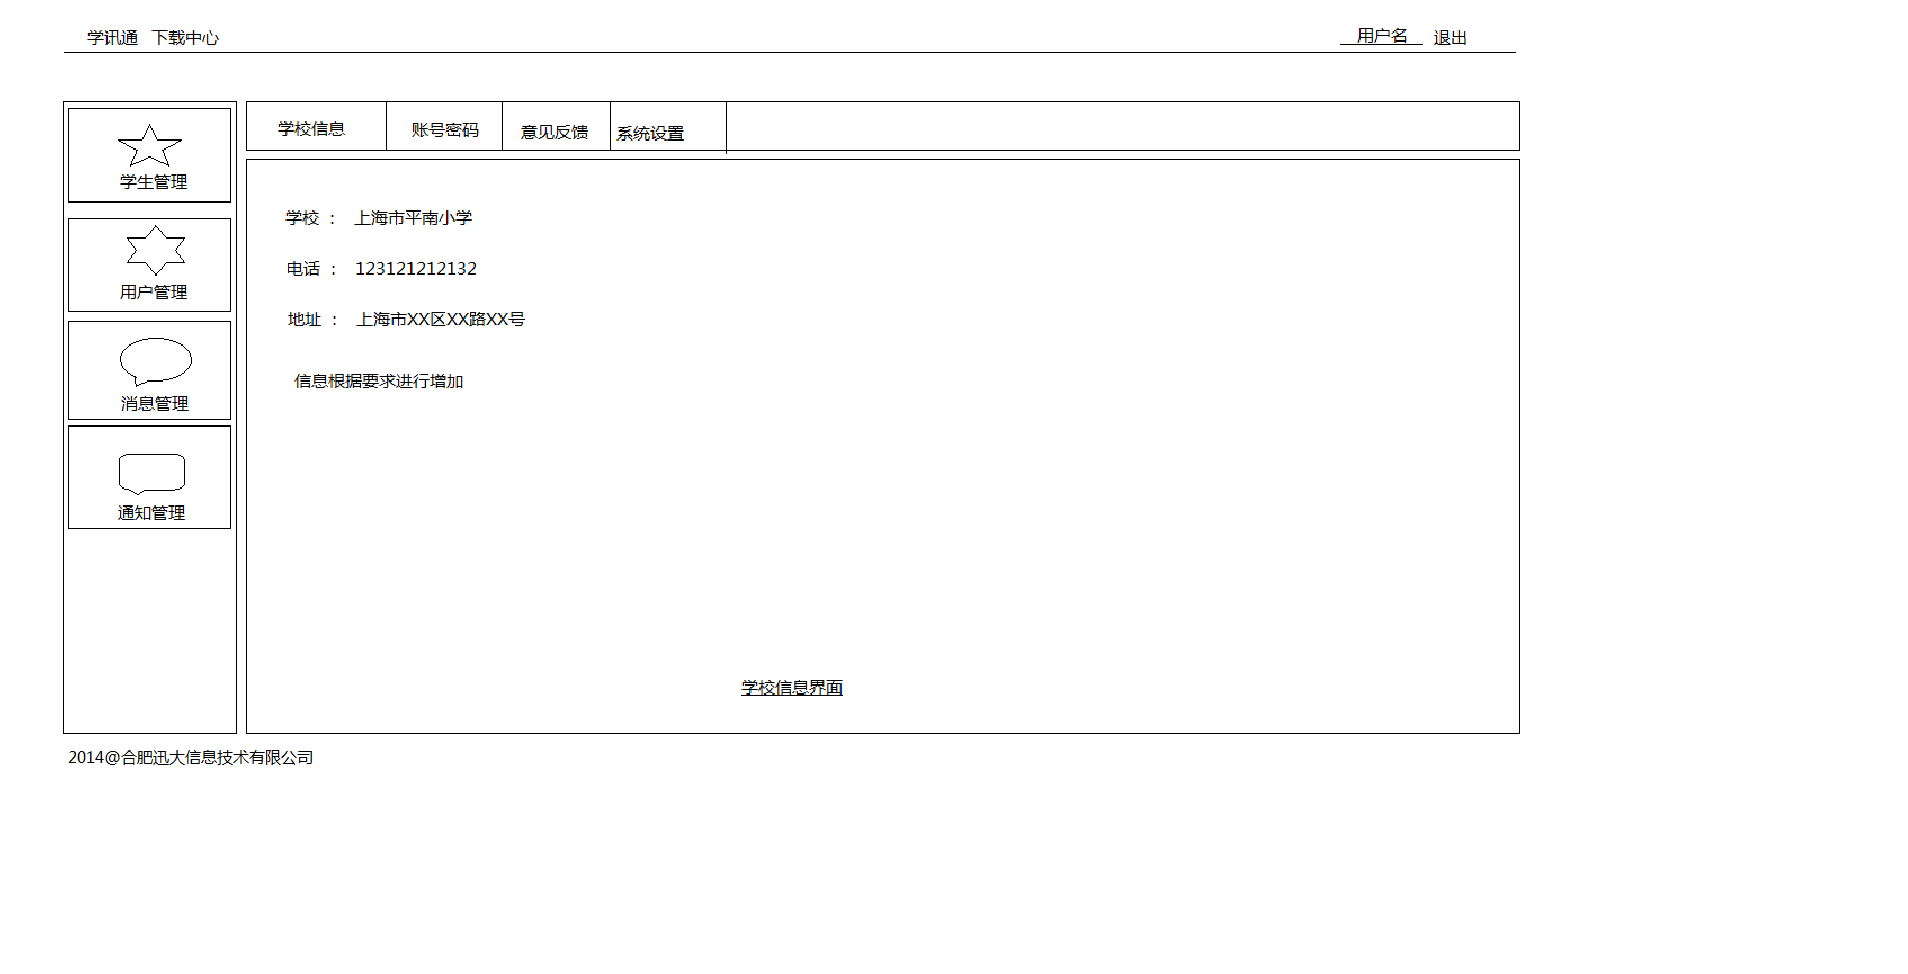 学讯通 下载中心 用户名 退出
学校信息 账号密码 意见反馈 系统设置
学生管理
用户管理
消息管理
通知管理
学校 ： 上海市平南小学
电话 ： 123121212132
地址 ： 上海市XX区XX路XX号
信息根据要求进行增加
学校信息界面
2014@合肥迅大信息技术有限公司